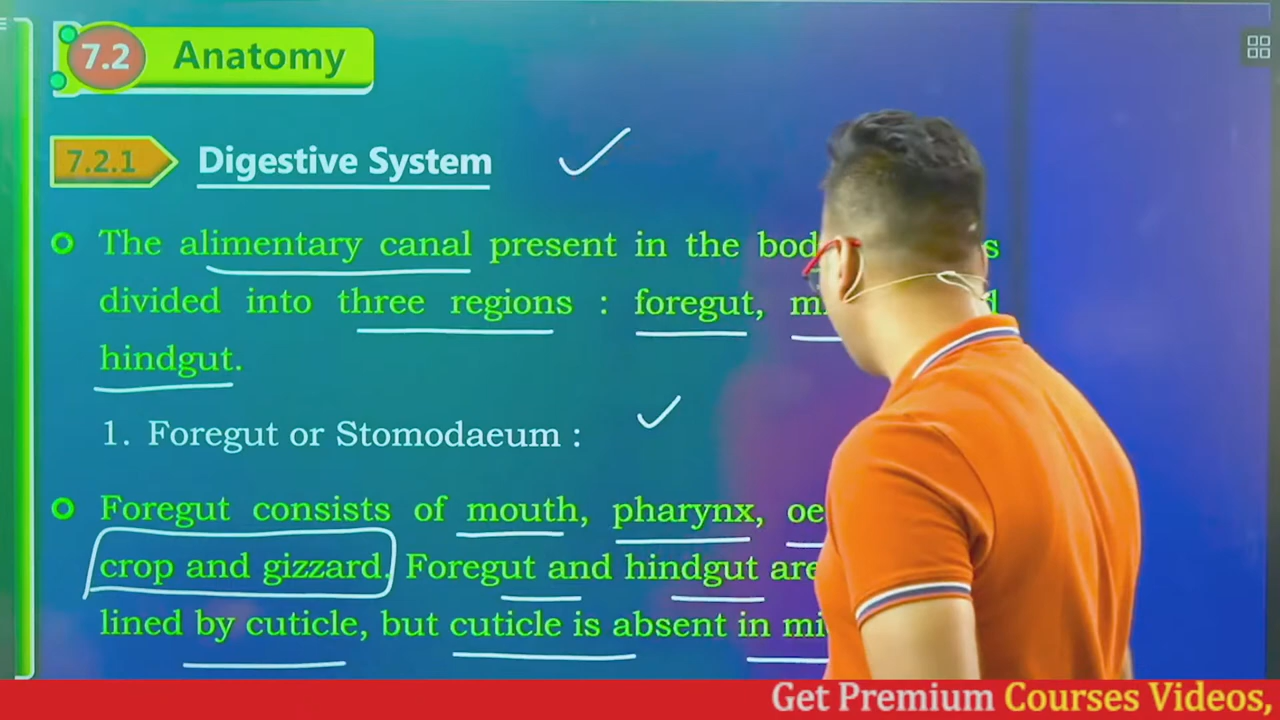 7.2 Anatomy
7.2.1 Digestive System
The alimentary canal present in the
divided into three regions : foregut,
hindgut.
1. Foregut or Stomodaeum :
Foregut consists of mouth, pharynx,
crop and gizzard. Foregut and hindgut are
lined by cuticle, but cuticle is absent in
Get Premium Courses Videos,